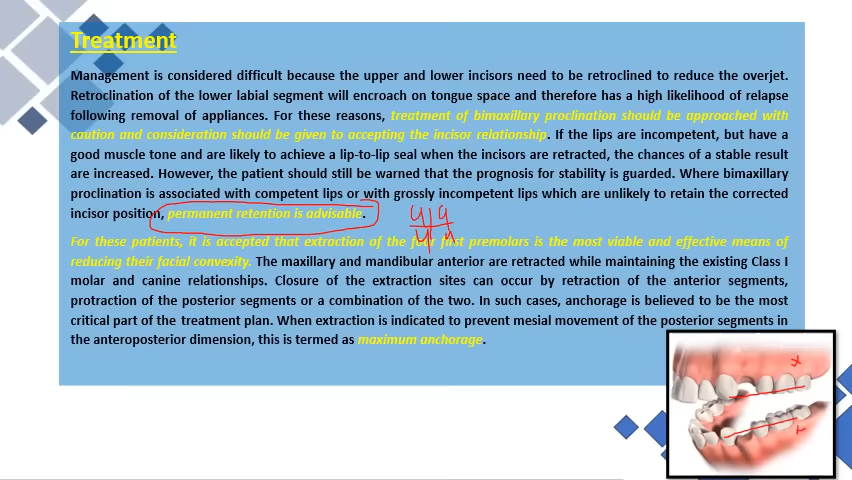 Treatment
Management is considered difficult because the upper and lower incisors need to be retroclined to reduce the overjet.
Retroclination of the lower labial segment will encroach on tongue space and therefore has a high likelihood of relapse
following removal of appliances. For these reasons, treatment of bimaxillary proclination should be approached with
caution and consideration should be given to accepting the incisor relationship. If the lips are incompetent, but have a
good muscle tone and are likely to achieve a lip-to-lip seal when the incisors are retracted, the chances of a stable result
are increased. However, the patient should still be warned that the prognosis for stability is guarded. Where bimaxillary
proclination is associated with competent lips or with grossly incompetent lips which are unlikely to retain the corrected
incisor position, permanent retention is advisable.
4 4
4 4
For these patients, it is accepted that extraction of the four first premolars is the most viable and effective means of
reducing their facial convexity. The maxillary and mandibular anterior are retracted while maintaining the existing Class I
molar and canine relationships. Closure of the extraction sites can occur by retraction of the anterior segments,
protraction of the posterior segments or a combination of the two. In such cases, anchorage is believed to be the most
critical part of the treatment plan. When extraction is indicated to prevent mesial movement of the posterior segments in
the anteroposterior dimension, this is termed as maximum anchorage.